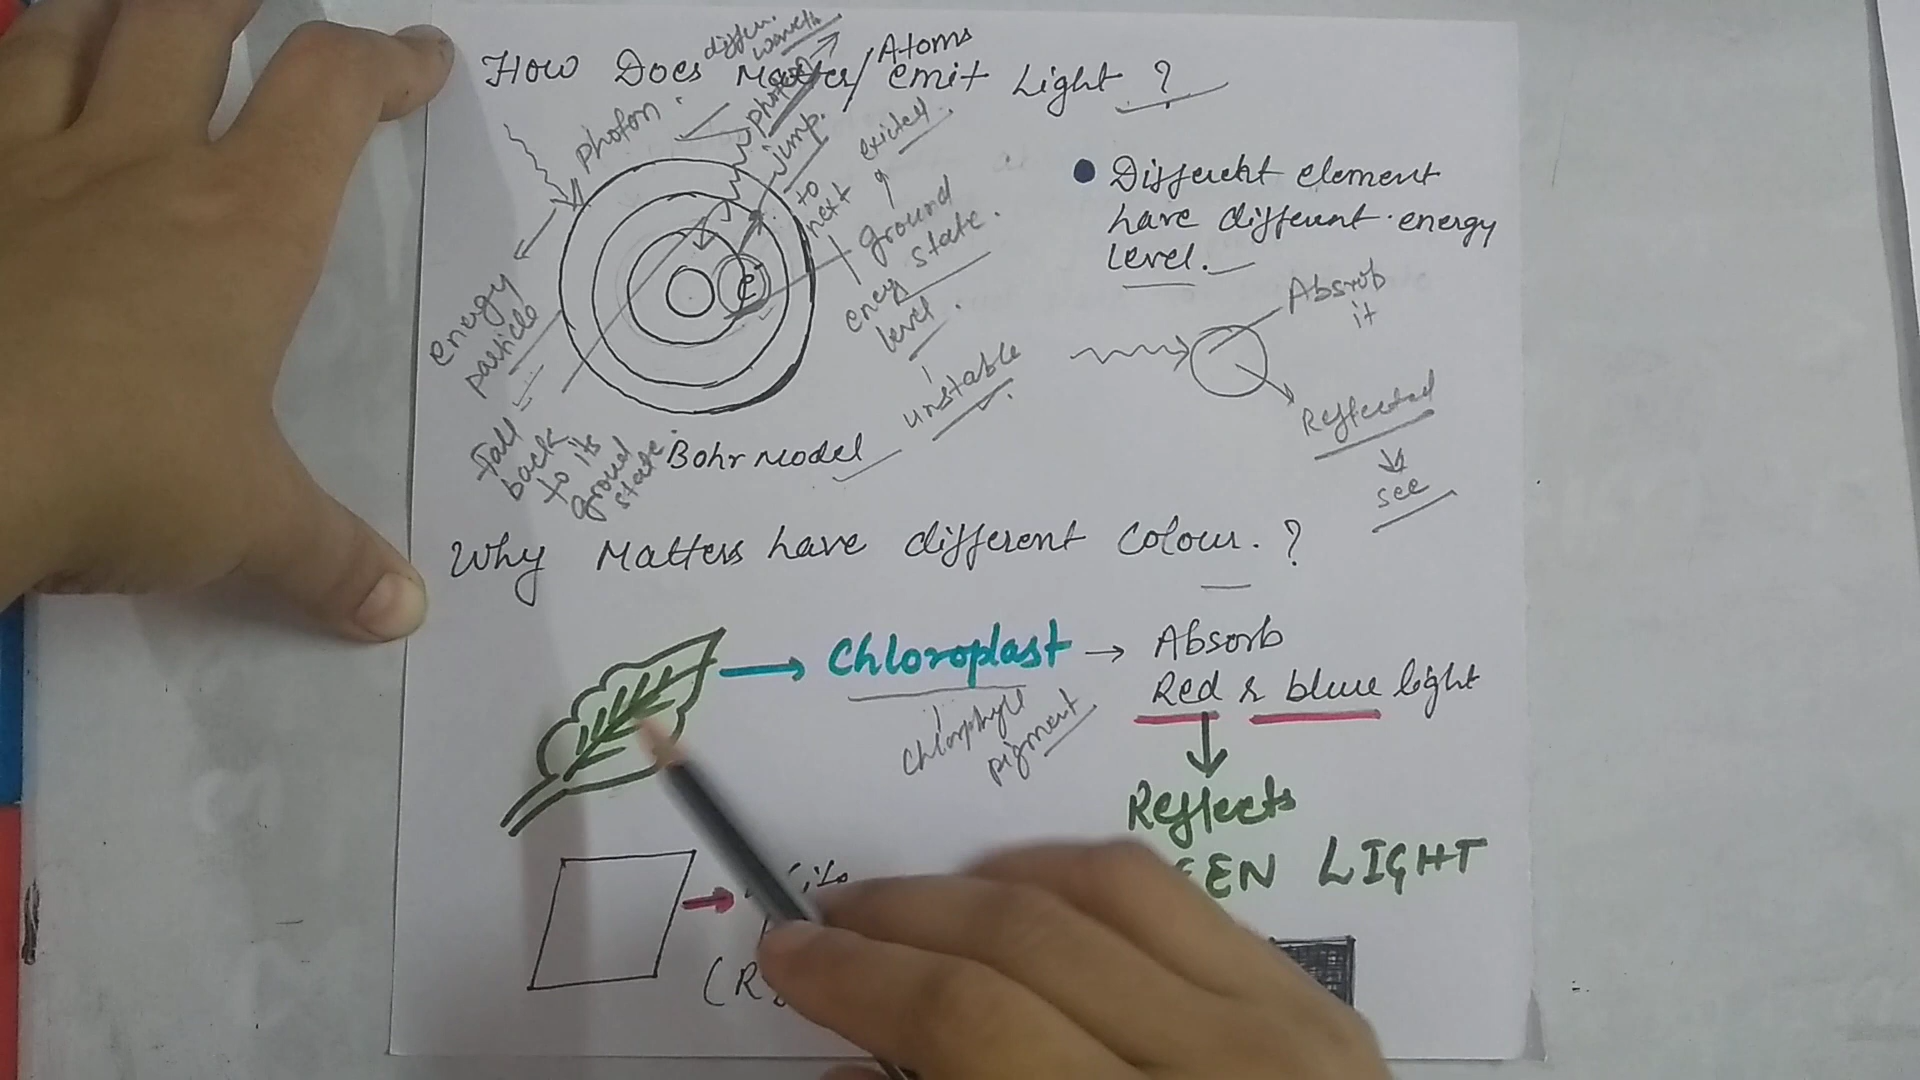 How Does Matter/Atoms emit Light ?
differ.
photon
photon
jump.
to
next
excited
ground
state.
level.
unstable
energy
particle
Fall
back
to its
ground
state.
e
Bohr Model
Different element
have different energy
level.
Absorb
it
Reflected
see
Why Matters have different Colour. ?
Chloroplast → Absorb
Red & blue light
pigment
Reflects
EEN LIGHT
(R